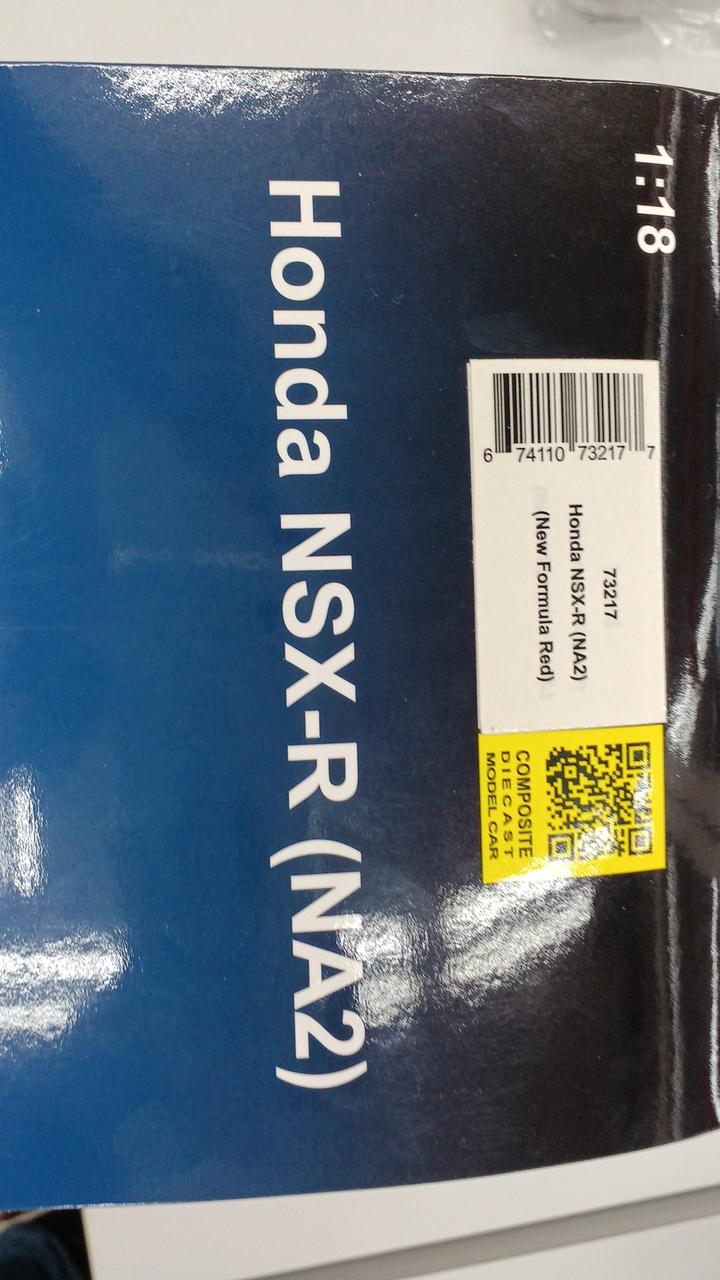 1:18
Honda NSX-R (NA2)
6 74110 73217 7
73217
Honda NSX-R (NA2)
(New Formula Red)
COMPOSITE
DIECAST
MODEL CAR